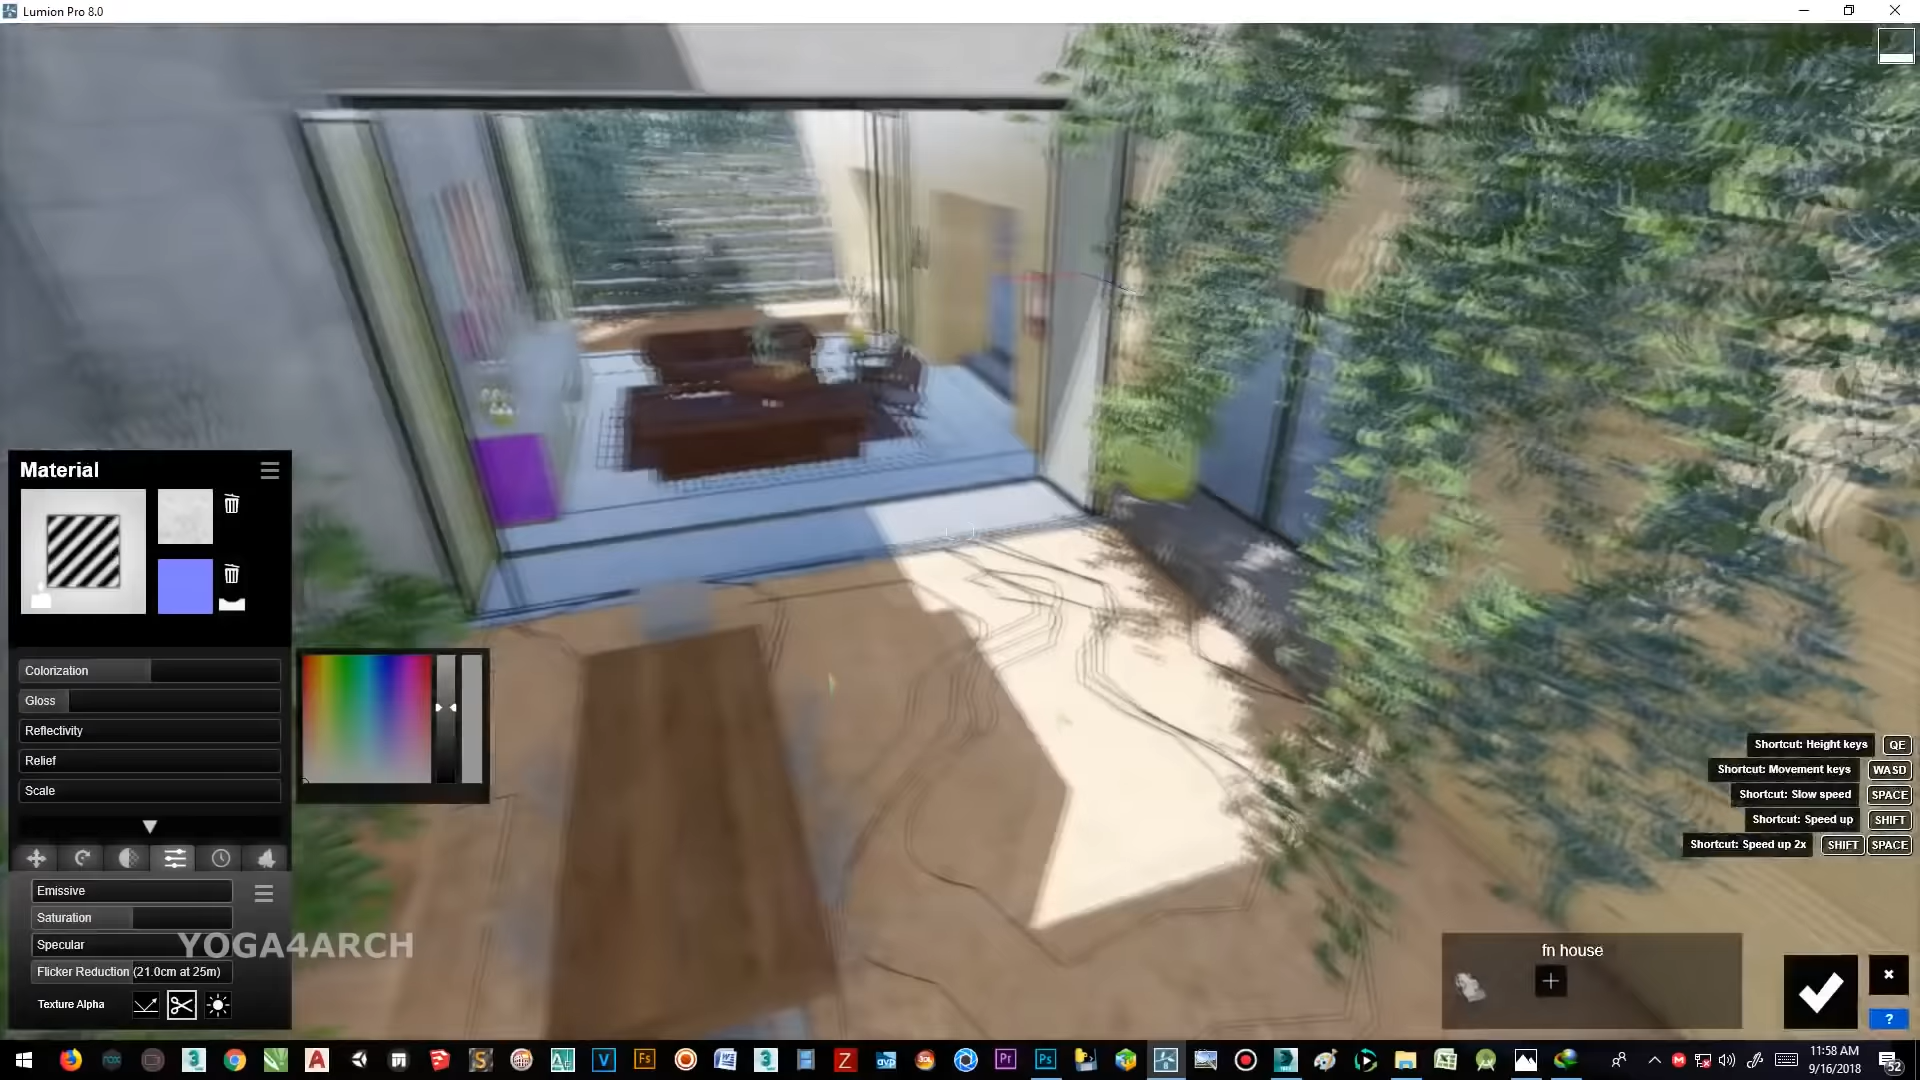 Lumion Pro 8.0
Material
Colorization
Gloss
Reflectivity
Relief
Scale
Emissive
Saturation
Specular
Flicker Reduction (21.0cm at 25m)
Texture Alpha
YOGA4ARCH
Shortcut: Height keys QE
Shortcut: Movement keys WASD
Shortcut: Slow speed SPACE
Shortcut: Speed up SHIFT
Shortcut: Speed up 2x SHIFT SPACE
fn house
?
11:58 AM
9/16/2018
52